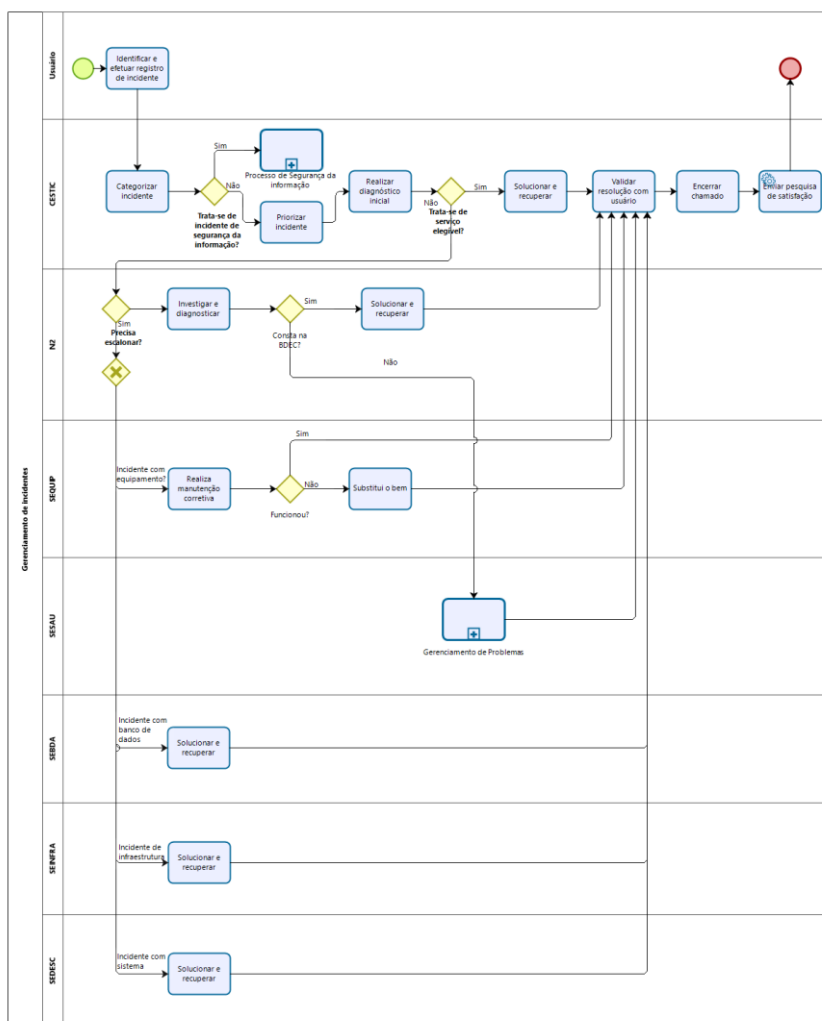 Gerenciamento de incidentes
Usuário
Identificar e
efetuar registro
de incidente
CESTIC
Categorizar
incidente
Sim
Não
Trata-se de
incidente de
segurança da
informação?
Processo de Segurança da
informação
Priorizar
incidente
Realizar
diagnóstico
inicial
Não
Trata-se de
serviço
elegível?
Sim
Solucionar e
recuperar
Validar
resolução com
usuário
Encerrar
chamado
Enviar pesquisa
de satisfação
N2
Sim
Precisa
escalonar?
Investigar e
diagnosticar
Sim
Consta na
BDEC?
Não
Solucionar e
recuperar
SEQUIP
Incidente com
equipamento?
Realiza
manutenção
corretiva
Sim
Não
Funcionou?
Substitui o bem
SESAU
Gerenciamento de Problemas
SEBDA
Incidente com
banco de
dados
Solucionar e
recuperar
SEINFRA
Incidente de
infraestrutura
Solucionar e
recuperar
SEDESC
Incidente com
sistema
Solucionar e
recuperar